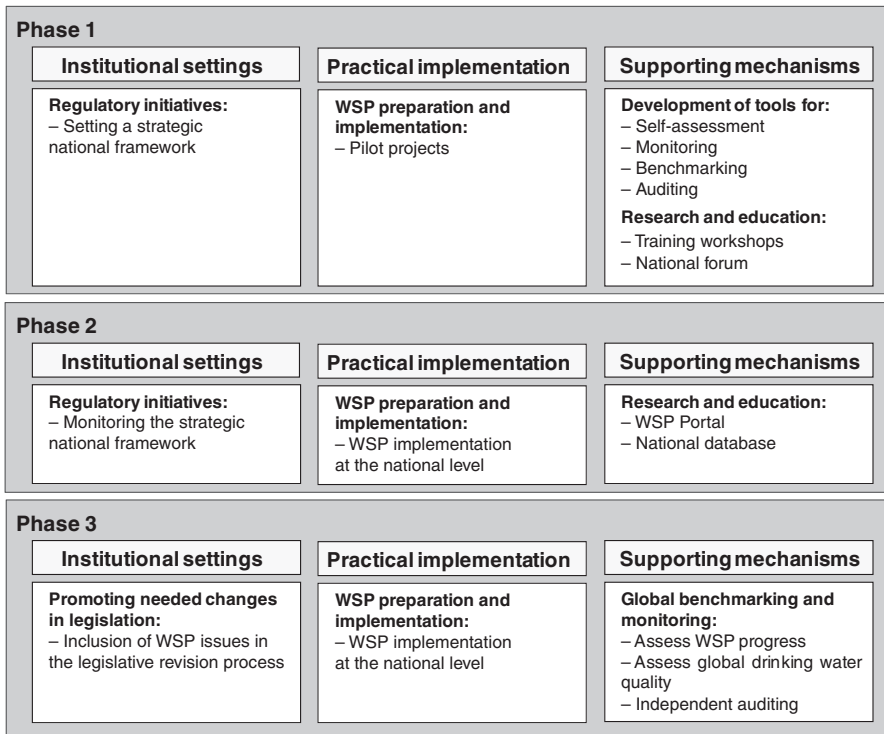 Phase 1
Institutional settings
Regulatory initiatives:
– Setting a strategic
national framework
Practical implementation
WSP preparation and
implementation:
– Pilot projects
Supporting mechanisms
Development of tools for:
– Self-assessment
– Monitoring
– Benchmarking
– Auditing
Research and education:
– Training workshops
– National forum
Phase 2
Institutional settings
Regulatory initiatives:
– Monitoring the strategic
national framework
Practical implementation
WSP preparation and
implementation:
– WSP implementation
at the national level
Supporting mechanisms
Research and education:
– WSP Portal
– National database
Phase 3
Institutional settings
Promoting needed changes
in legislation:
– Inclusion of WSP issues in
the legislative revision process
Practical implementation
WSP preparation and
implementation:
– WSP implementation
at the national level
Supporting mechanisms
Global benchmarking and
monitoring:
– Assess WSP progress
– Assess global drinking water
quality
– Independent auditing